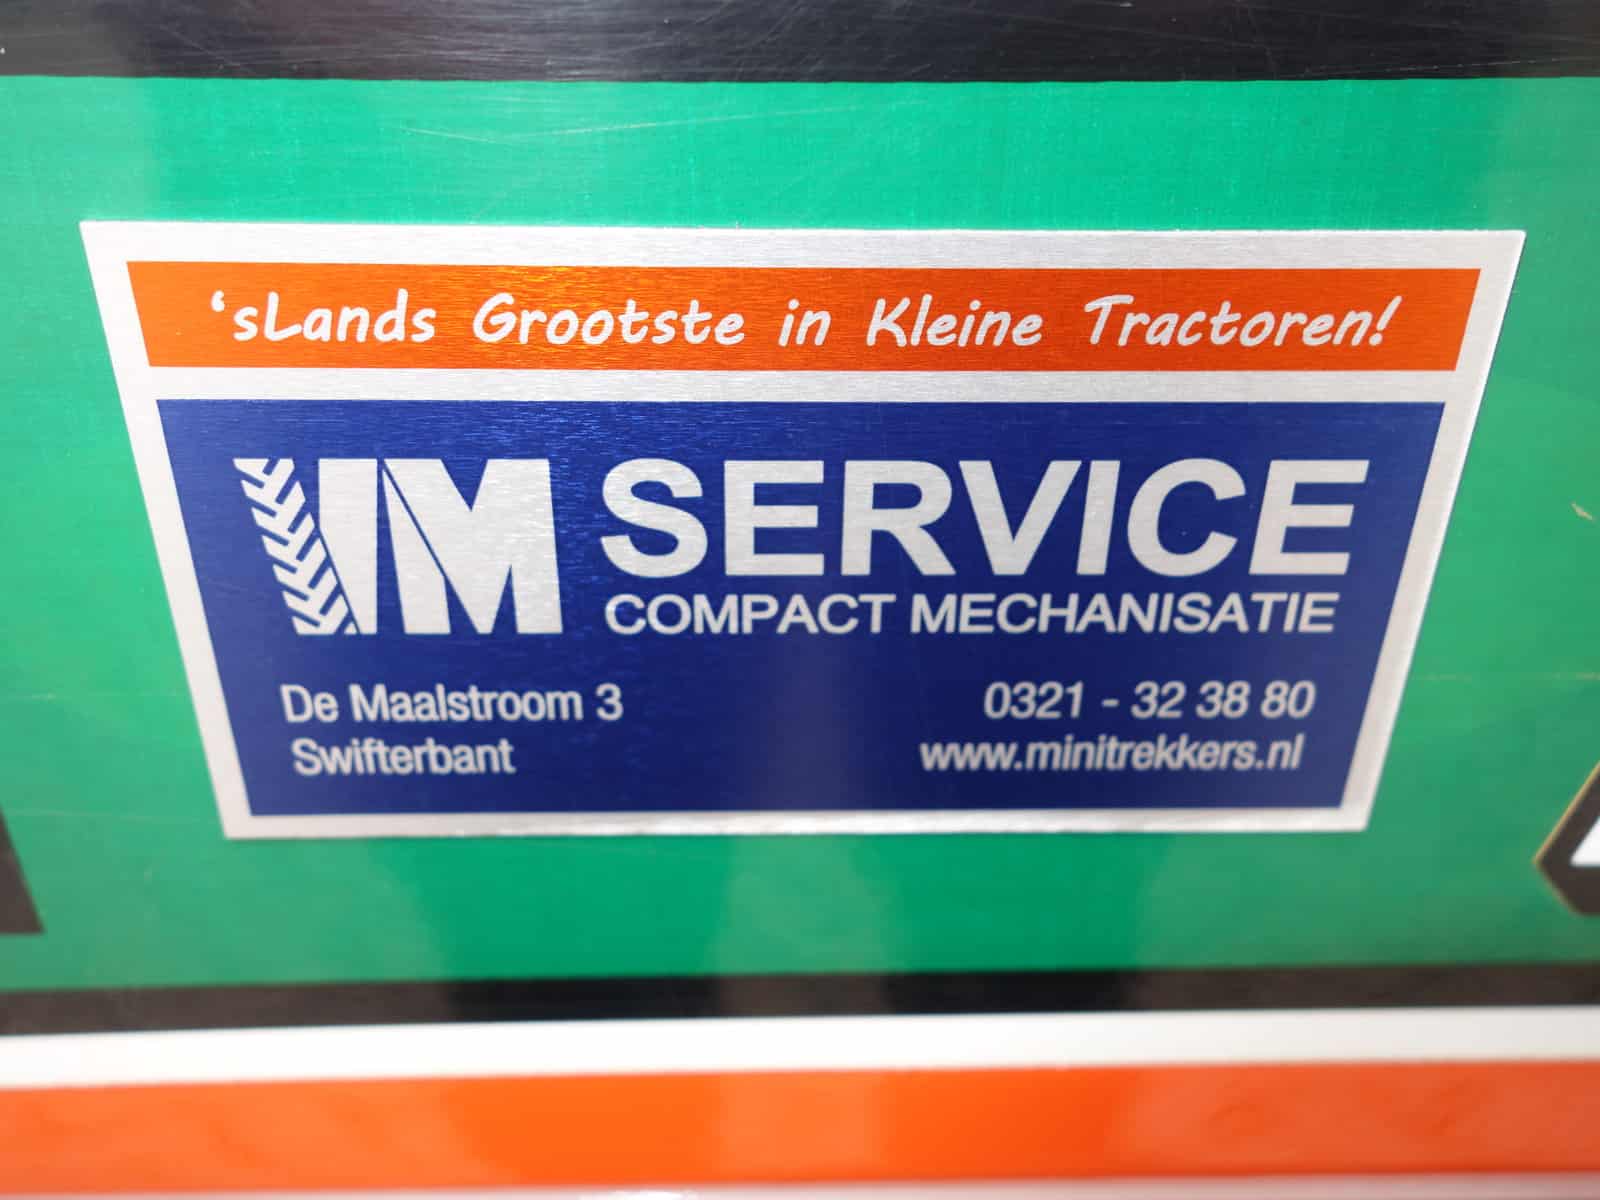 ‘sLands Grootste in Kleine Tractoren!
IM SERVICE
COMPACT MECHANISATIE
De Maalstroom 3
Swifterbant
0321 - 32 38 80
www.minitrekkers.nl